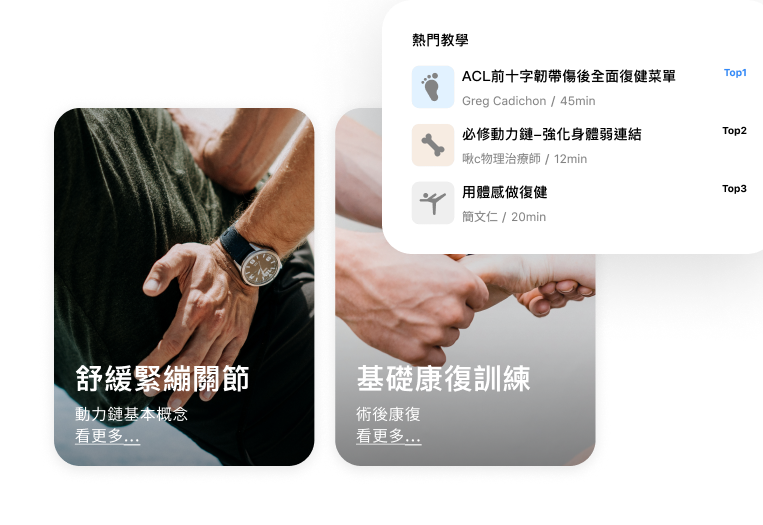 熱門教學
ACL前十字韌帶傷後全面復健菜單
Top1
Greg Cadichon / 45min
必修動力鏈–強化身體弱連結
Top2
啾c物理治療師 / 12min
用體感做復健
Top3
簡文仁 / 20min
舒緩緊繃關節
動力鏈基本概念
看更多...
基礎康復訓練
術後康復
看更多...